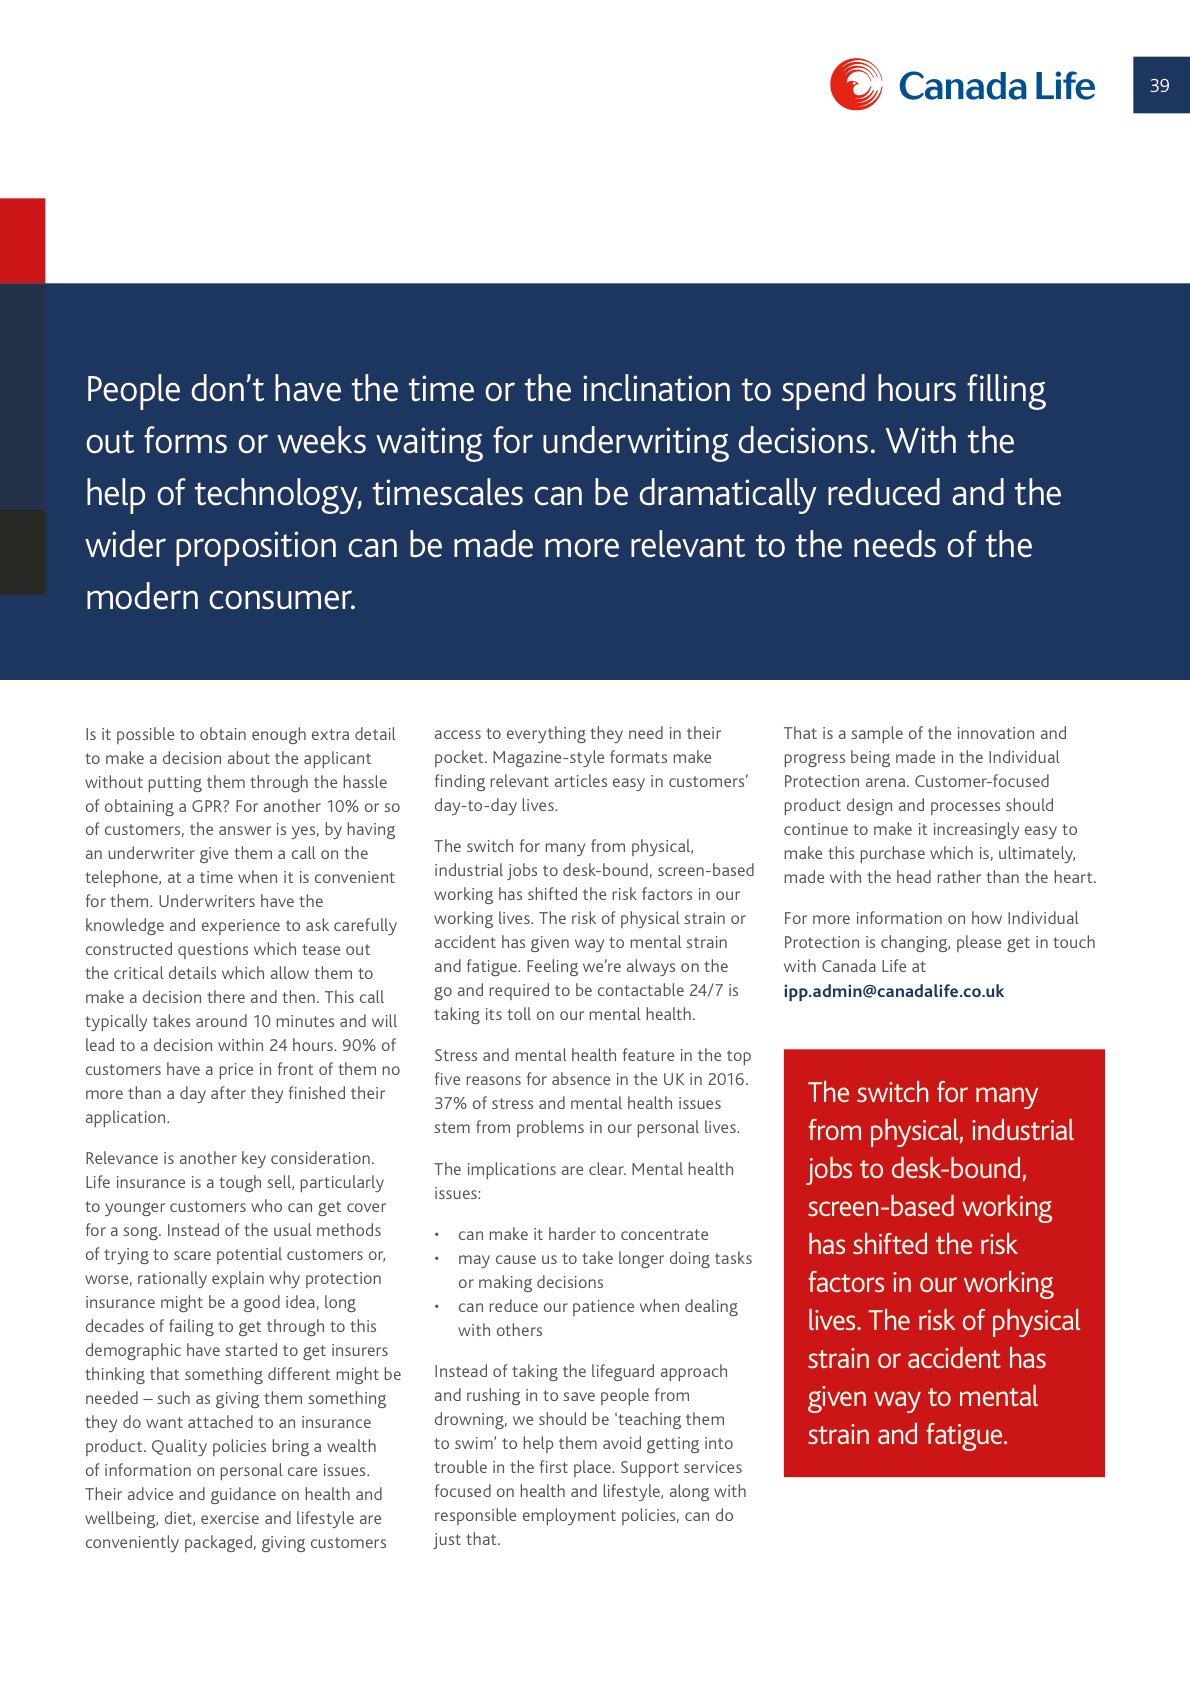 Canada Life
39
People don’t have the time or the inclination to spend hours filling
out forms or weeks waiting for underwriting decisions. With the
help of technology, timescales can be dramatically reduced and the
wider proposition can be made more relevant to the needs of the
modern consumer.
Is it possible to obtain enough extra detail
to make a decision about the applicant
without putting them through the hassle
of obtaining a GPR? For another 10% or so
of customers, the answer is yes, by having
an underwriter give them a call on the
telephone, at a time when it is convenient
for them. Underwriters have the
knowledge and experience to ask carefully
constructed questions which tease out
the critical details which allow them to
make a decision there and then. This call
typically takes around 10 minutes and will
lead to a decision within 24 hours. 90% of
customers have a price in front of them no
more than a day after they finished their
application.
Relevance is another key consideration.
Life insurance is a tough sell, particularly
to younger customers who can get cover
for a song. Instead of the usual methods
of trying to scare potential customers or,
worse, rationally explain why protection
insurance might be a good idea, long
decades of failing to get through to this
demographic have started to get insurers
thinking that something different might be
needed – such as giving them something
they do want attached to an insurance
product. Quality policies bring a wealth
of information on personal care issues.
Their advice and guidance on health and
wellbeing, diet, exercise and lifestyle are
conveniently packaged, giving customers
access to everything they need in their
pocket. Magazine-style formats make
finding relevant articles easy in customers’
day-to-day lives.
The switch for many from physical,
industrial jobs to desk-bound, screen-based
working has shifted the risk factors in our
working lives. The risk of physical strain or
accident has given way to mental strain
and fatigue. Feeling we’re always on the
go and required to be contactable 24/7 is
taking its toll on our mental health.
Stress and mental health feature in the top
five reasons for absence in the UK in 2016.
37% of stress and mental health issues
stem from problems in our personal lives.
The implications are clear. Mental health
issues:
• can make it harder to concentrate
• may cause us to take longer doing tasks
or making decisions
• can reduce our patience when dealing
with others
Instead of taking the lifeguard approach
and rushing in to save people from
drowning, we should be ‘teaching them
to swim’ to help them avoid getting into
trouble in the first place. Support services
focused on health and lifestyle, along with
responsible employment policies, can do
just that.
That is a sample of the innovation and
progress being made in the Individual
Protection arena. Customer-focused
product design and processes should
continue to make it increasingly easy to
make this purchase which is, ultimately,
made with the head rather than the heart.
For more information on how Individual
Protection is changing, please get in touch
with Canada Life at
ipp.admin@canadalife.co.uk
The switch for many
from physical, industrial
jobs to desk-bound,
screen-based working
has shifted the risk
factors in our working
lives. The risk of physical
strain or accident has
given way to mental
strain and fatigue.